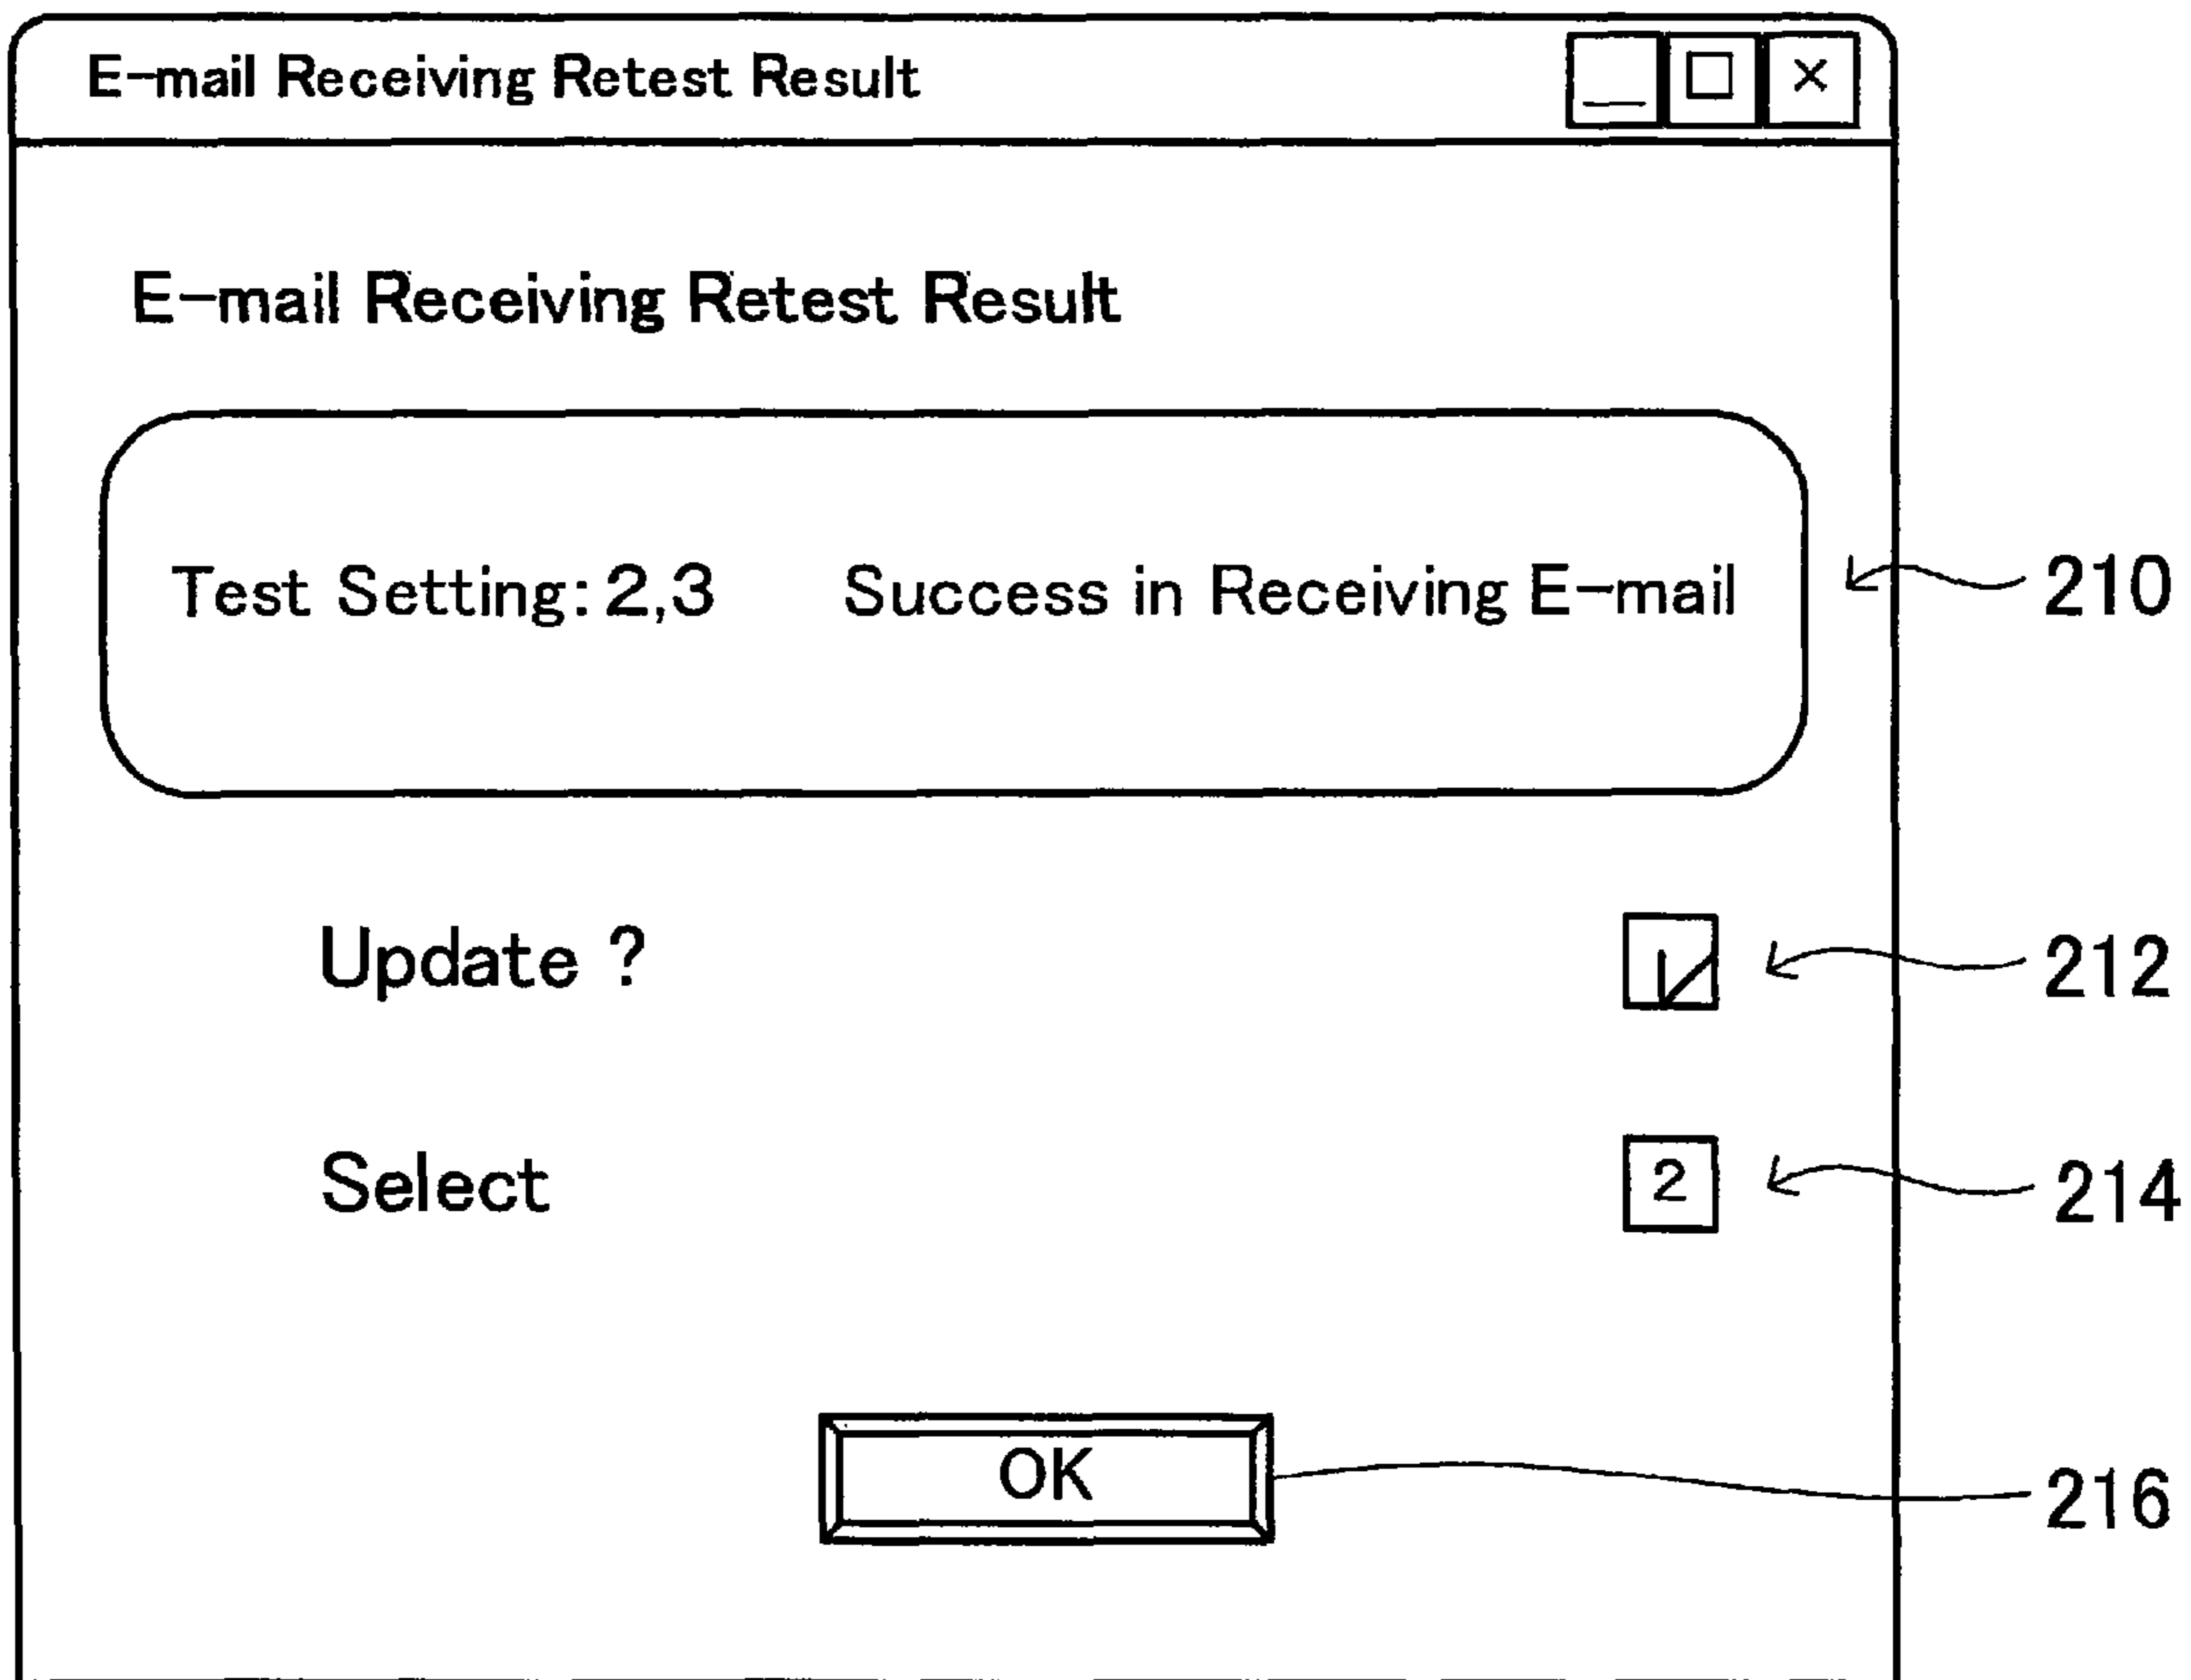 E-mail Receiving Retest Result
E-mail Receiving Retest Result
Test Setting: 2,3 Success in Receiving E-mail 210
Update ? 212
Select 2 214
OK 216